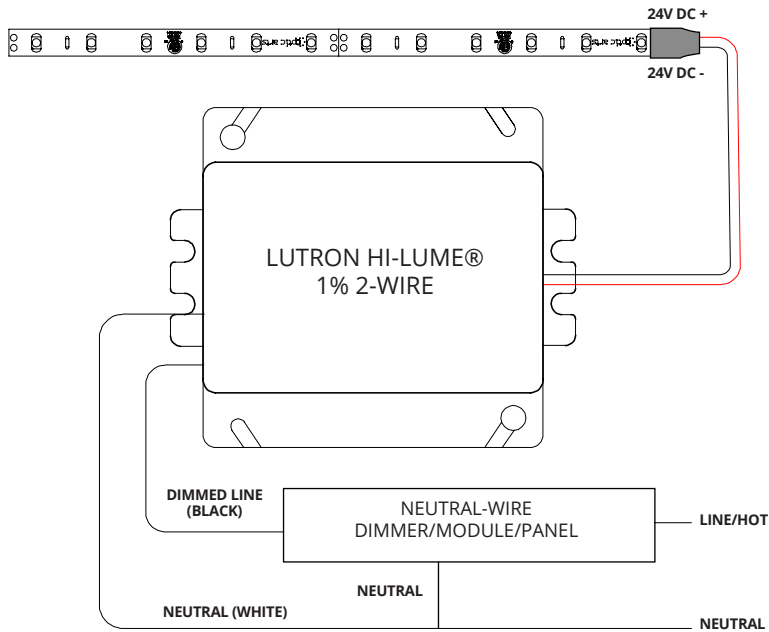 24V DC +
24V DC -
LUTRON HI-LUME®
1% 2-WIRE
DIMMED LINE
(BLACK)
NEUTRAL-WIRE
DIMMER/MODULE/PANEL
LINE/HOT
NEUTRAL
NEUTRAL (WHITE)
NEUTRAL